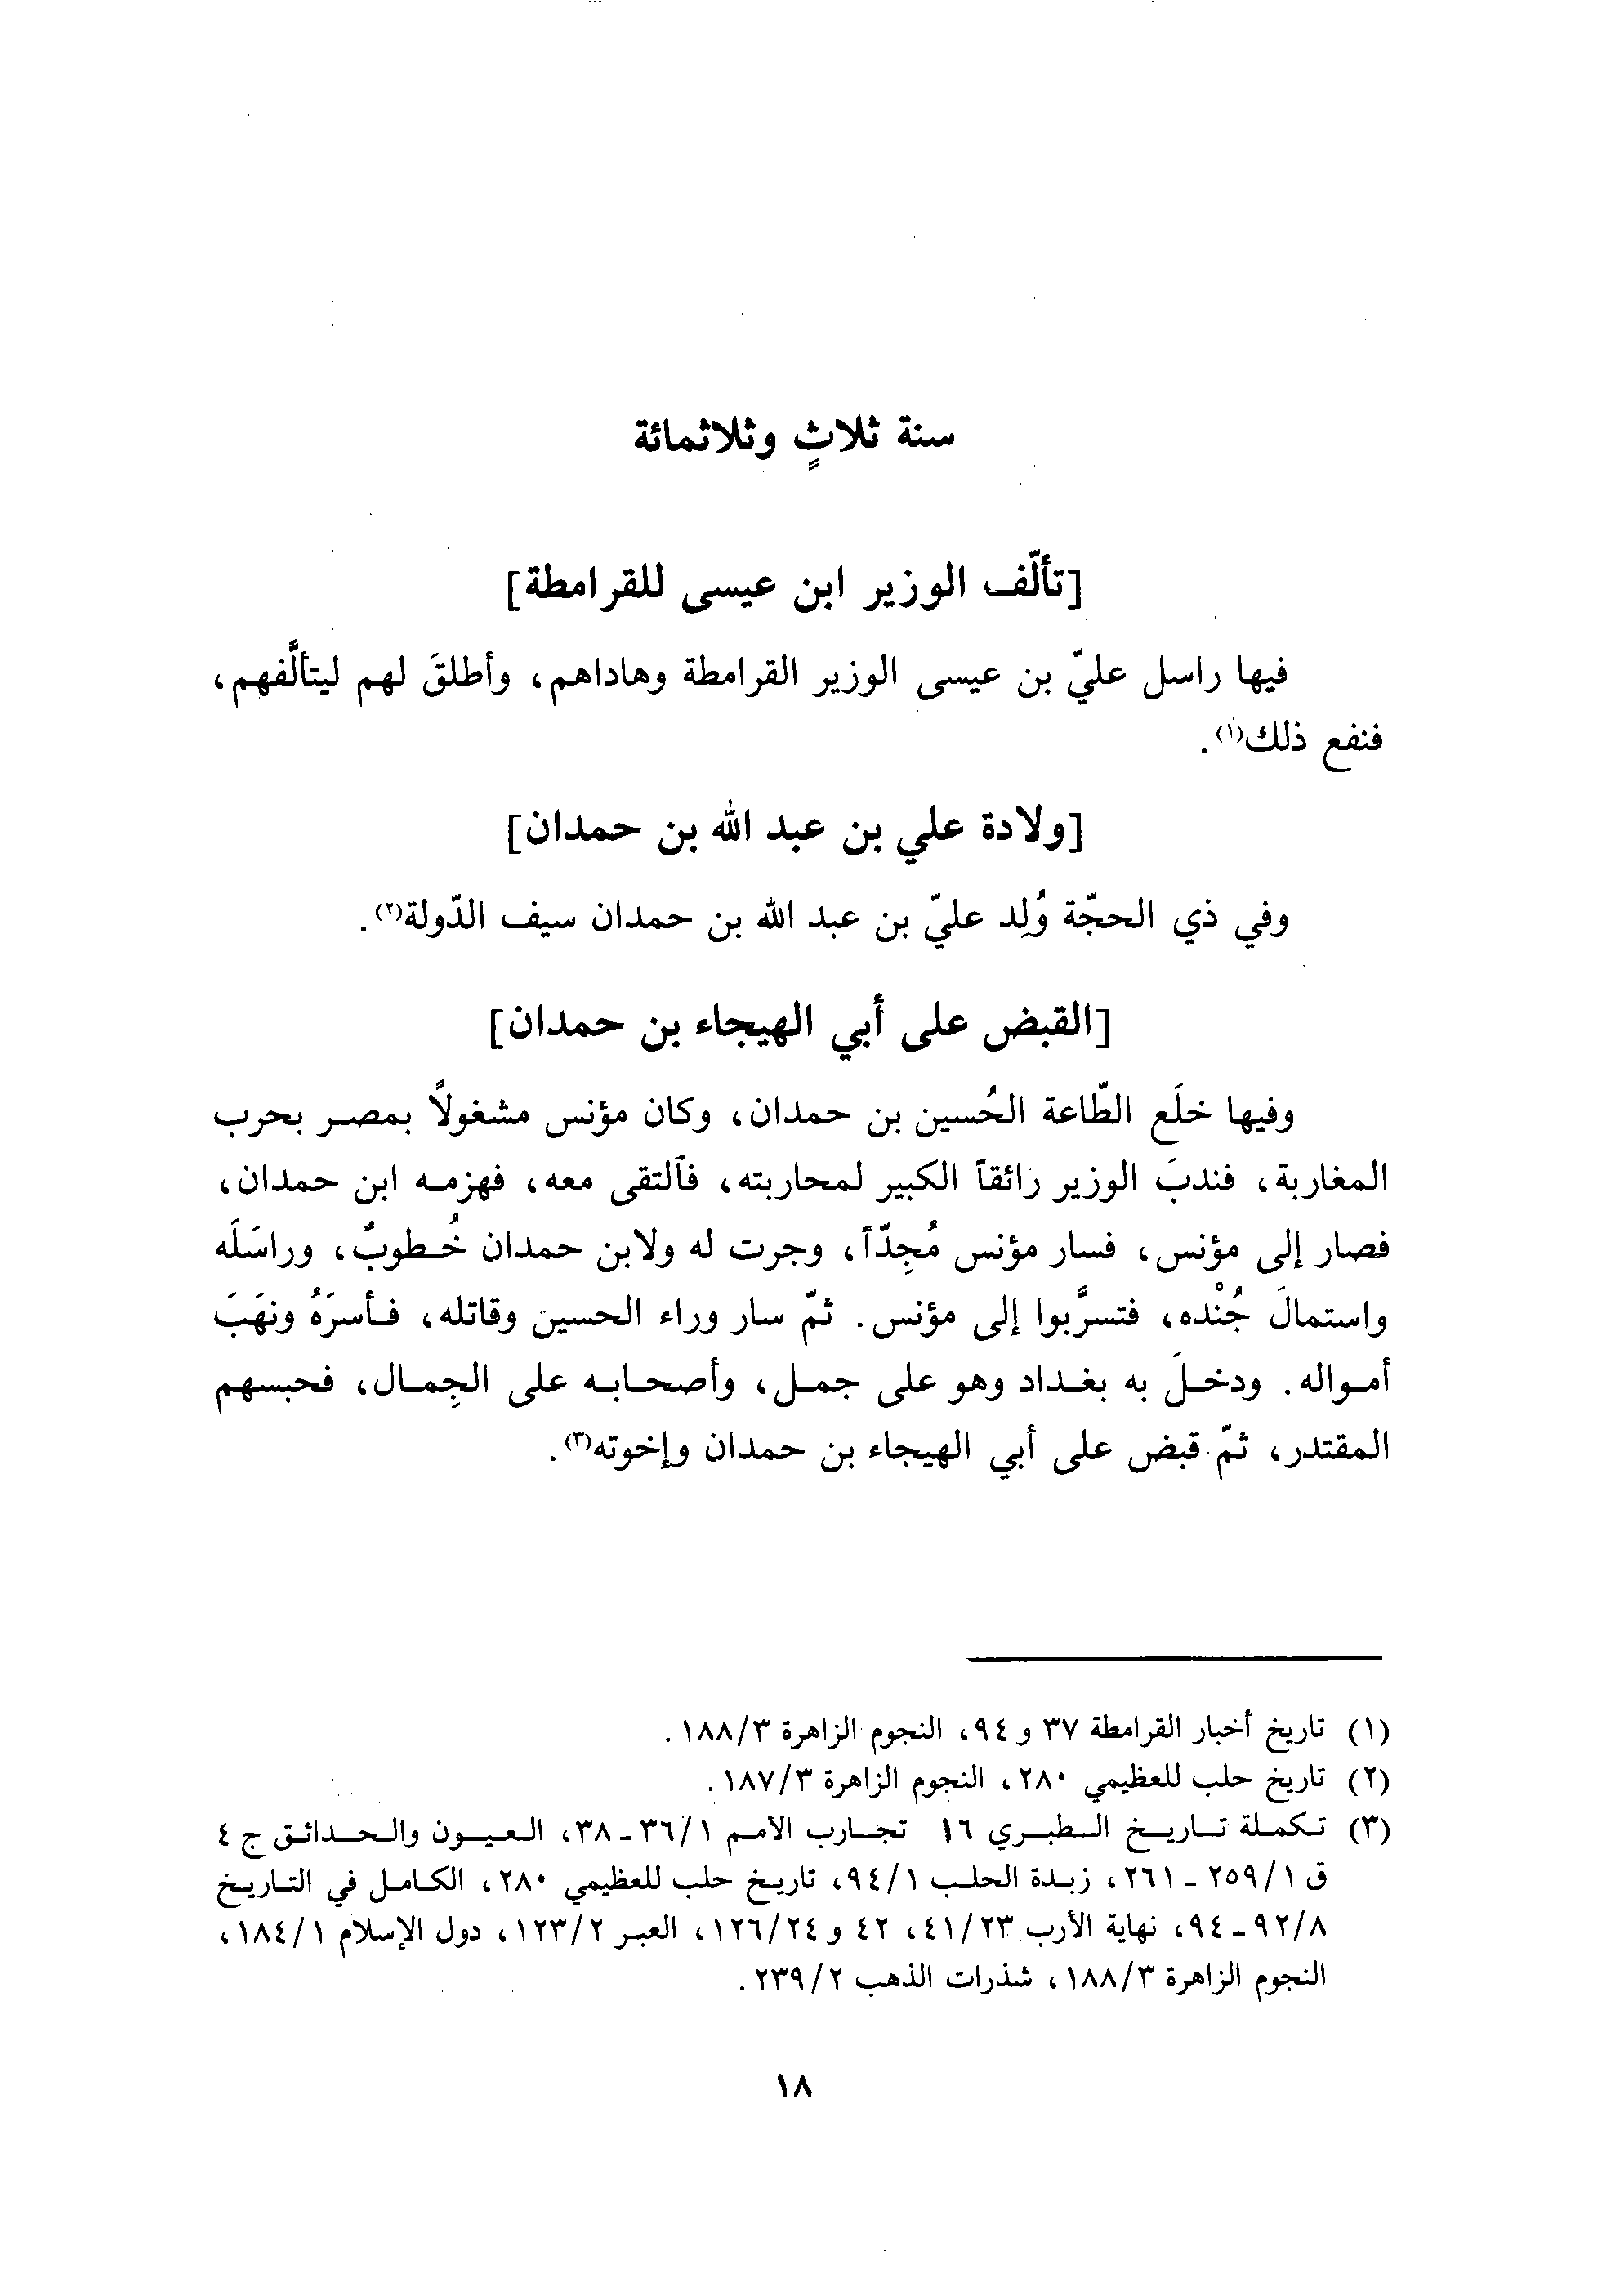 سنة ثلاثٍ وثلاثمائة
[تألّف الوزير ابن عيسى للقرامطة]
فيها راسل عليّ بن عيسى الوزير القرامطة وهاداهم، وأطلقَ لهم ليتألَّفهم،
فنفع ذلك(١).
[ولادة علي بن عبد الله بن حمدان]
وفي ذي الحجّة وُلِد عليّ بن عبد الله بن حمدان سيف الدّولة(٢).
[القبض على أبي الهيجاء بن حمدان]
وفيها خلَع الطّاعة الحُسين بن حمدان، وكان مؤنس مشغولاً بمصر بحرب
المغاربة، فندبَ الوزير رائقاً الكبير لمحاربته، فٱلتقى معه، فهزمه ابن حمدان،
فصار إلى مؤنس، فسار مؤنس مُجِدّاً، وجرت له ولابن حمدان خُطوبٌ، وراسَلَه
واستمالَ جُنْده، فتسرَّبوا إلى مؤنس. ثمّ سار وراء الحسين وقاتله، فأسرَهُ ونهَبَ
أمواله. ودخلَ به بغداد وهو على جمل، وأصحابه على الجِمال، فحبسهم
المقتدر، ثمّ قبض على أبي الهيجاء بن حمدان وإخوته(٣).
(١) تاريخ أخبار القرامطة ٣٧ و ٩٤، النجوم الزاهرة ١٨٨/٣.
(٢) تاريخ حلب للعظيمي ٢٨٠، النجوم الزاهرة ١٨٧/٣.
(٣) تكملة تاريخ الطبري ١٦ تجارب الأمم ٣٦/١ـ٣٨، العيون والحدائق ج ٤
ق ٢٥٩/١ ـ ٢٦١، زبدة الحلب ٩٤/١، تاريخ حلب للعظيمي ٢٨٠، الكامل في التاريخ
٩٢/٨ ـ ٩٤، نهاية الأرب ٤١/٢٣، ٤٢ و ١٢٦/٢٤، العبر ١٢٣/٢، دول الإسلام ١٨٤/١،
النجوم الزاهرة ١٨٨/٣، شذرات الذهب ٢٣٩/٢.
١٨